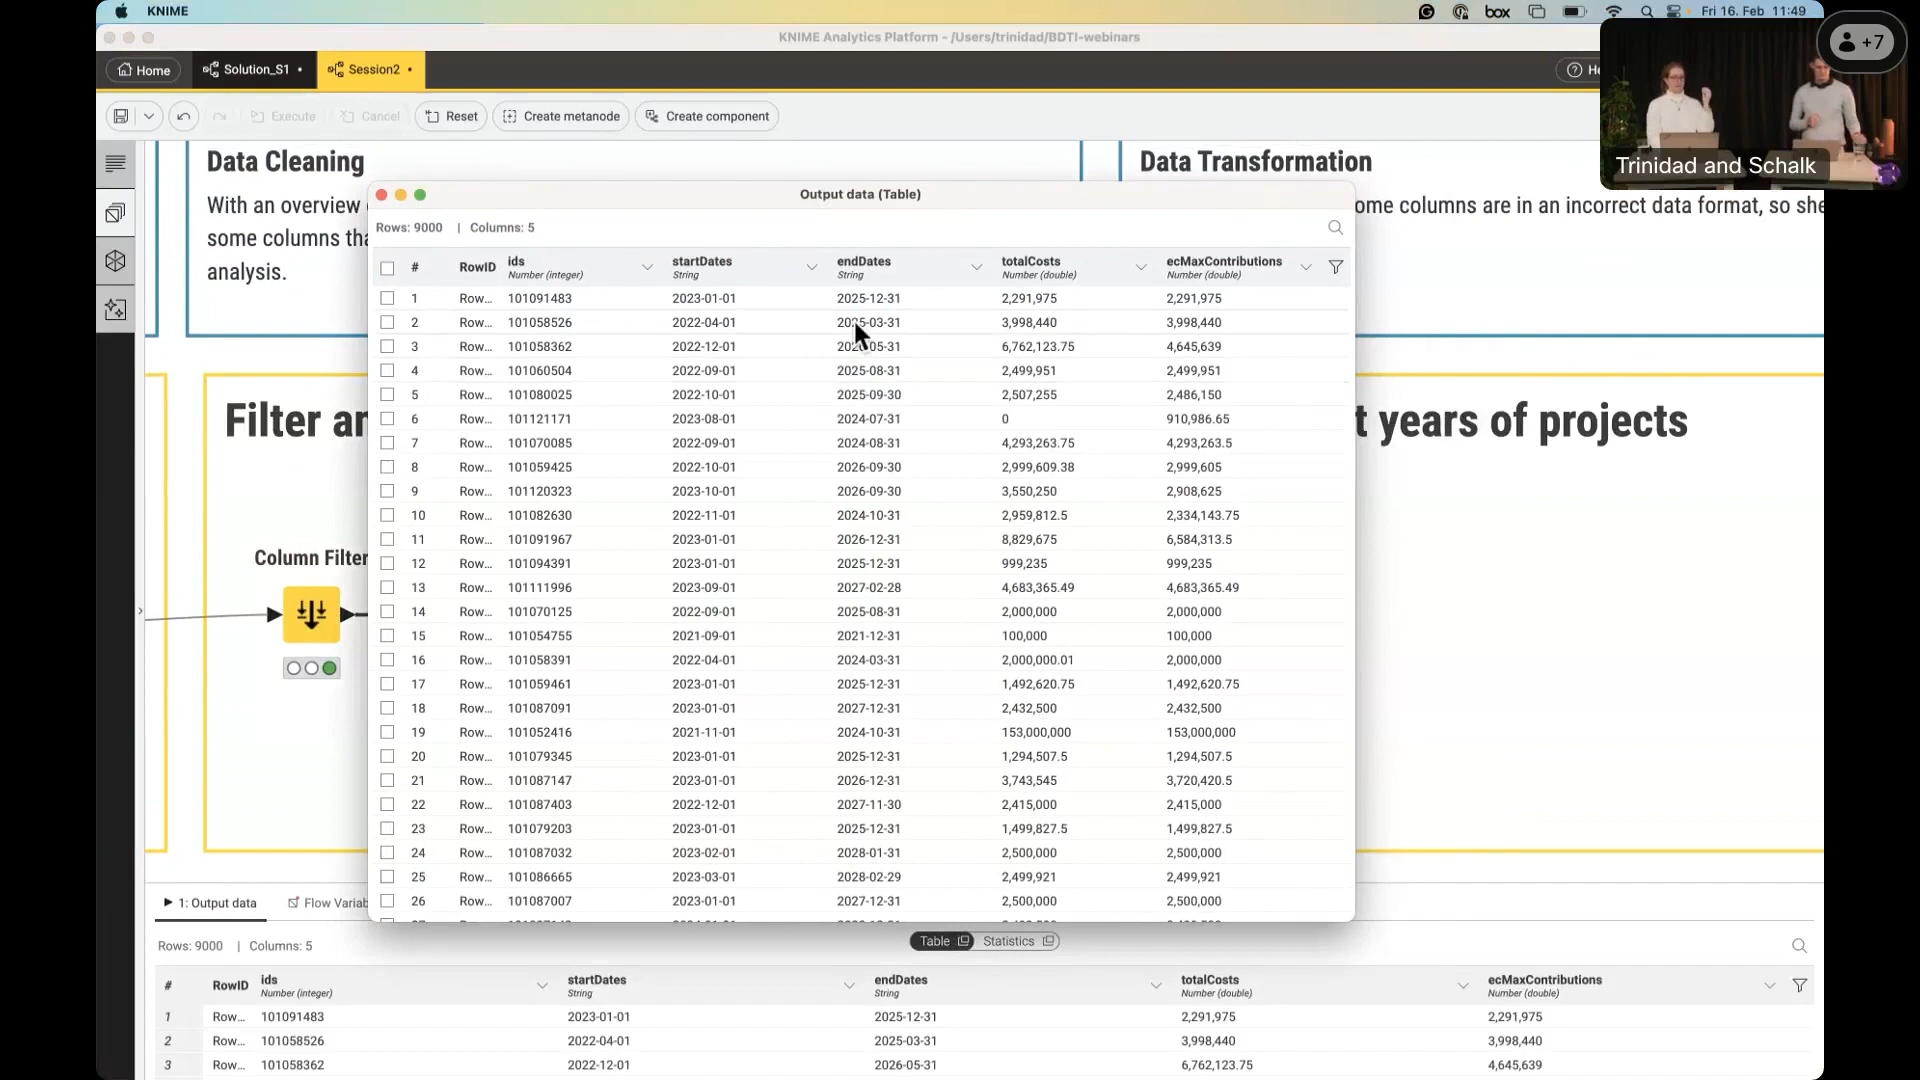 KNIME
box
Fri 16. Feb 11:49
KNIME Analytics Platform - /Users/trinidad/BDTI-webinars
+7
Home
Solution_S1
Session2
Trinidad and Schalk
Execute
Cancel
Reset
Create metanode
Create component
Data Cleaning
With an overview
some columns
analysis.
Data Transformation
ome columns are in an incorrect data format, so she
Filter
t years of projects
Column Filter
Output data (Table)
Rows: 9000 | Columns: 5
# RowID ids startDates endDates totalCosts ecMaxContributions
Number (integer) String String Number (double) Number (double)
1 Row... 101091483 2023-01-01 2025-12-31 2,291,975 2,291,975
2 Row... 101058526 2022-04-01 2025-03-31 3,998,440 3,998,440
3 Row... 101058362 2022-12-01 2026-05-31 6,762,123.75 4,645,639
4 Row... 101060504 2022-09-01 2025-08-31 2,499,951 2,499,951
5 Row... 101080025 2022-10-01 2025-09-30 2,507,255 2,486,150
6 Row... 101121171 2023-08-01 2024-07-31 0 910,986.65
7 Row... 101070085 2022-09-01 2024-08-31 4,293,263.75 4,293,263.5
8 Row... 101059425 2022-10-01 2026-09-30 2,999,609.38 2,999,605
9 Row... 101120323 2023-10-01 2026-09-30 3,550,250 2,908,625
10 Row... 101082630 2022-11-01 2024-10-31 2,959,812.5 2,334,143.75
11 Row... 101091967 2023-01-01 2026-12-31 8,829,675 6,584,313.5
12 Row... 101094391 2023-01-01 2025-12-31 999,235 999,235
13 Row... 101111996 2023-09-01 2027-02-28 4,683,365.49 4,683,365.49
14 Row... 101070125 2022-09-01 2025-08-31 2,000,000 2,000,000
15 Row... 101054755 2021-09-01 2021-12-31 100,000 100,000
16 Row... 101058391 2022-04-01 2024-03-31 2,000,000.01 2,000,000
17 Row... 101059461 2023-01-01 2025-12-31 1,492,620.75 1,492,620.75
18 Row... 101087091 2023-01-01 2027-12-31 2,432,500 2,432,500
19 Row... 101052416 2021-11-01 2024-10-31 153,000,000 153,000,000
20 Row... 101079345 2023-01-01 2025-12-31 1,294,507.5 1,294,507.5
21 Row... 101087147 2023-01-01 2026-12-31 3,743,545 3,720,420.5
22 Row... 101087403 2022-12-01 2027-11-30 2,415,000 2,415,000
23 Row... 101079203 2023-01-01 2025-12-31 1,499,827.5 1,499,827.5
24 Row... 101087032 2023-02-01 2028-01-31 2,500,000 2,500,000
25 Row... 101086665 2023-03-01 2028-02-29 2,499,921 2,499,921
26 Row... 101087007 2023-01-01 2027-12-31 2,500,000 2,500,000
1: Output data
Flow Variab
Rows: 9000 | Columns: 5
Table
Statistics
# RowID ids startDates endDates totalCosts ecMaxContributions
Number (integer) String String Number (double) Number (double)
1 Row... 101091483 2023-01-01 2025-12-31 2,291,975 2,291,975
2 Row... 101058526 2022-04-01 2025-03-31 3,998,440 3,998,440
3 Row... 101058362 2022-12-01 2026-05-31 6,762,123.75 4,645,639